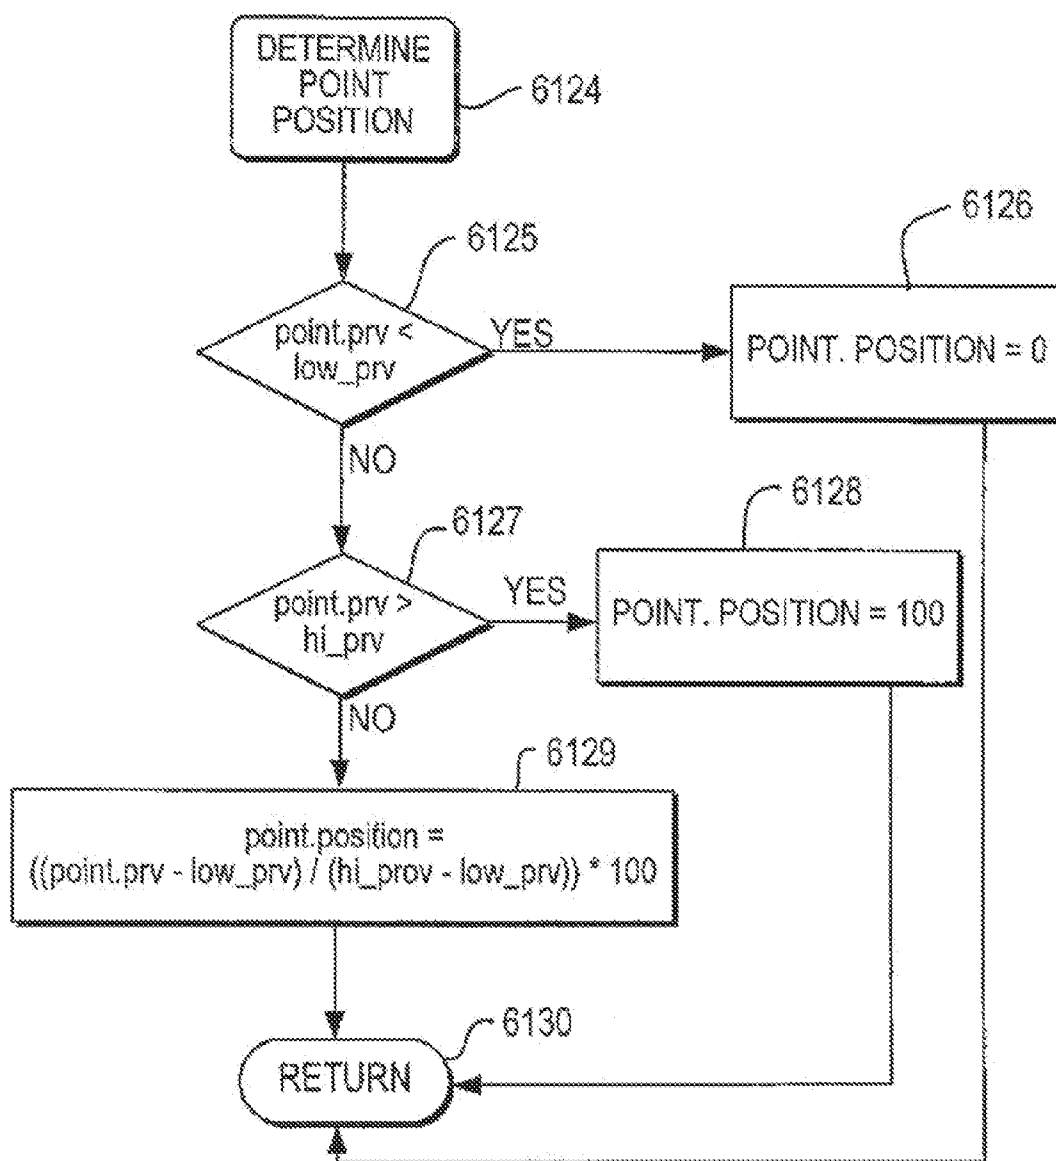 DETERMINE
POINT
POSITION
6124
6125
6126
point.prv <
low_prv
YES
POINT. POSITION = 0
NO
6127
6128
point.prv >
hi_prv
YES
POINT. POSITION = 100
NO
6129
point.position =
((point.prv - low_prv) / (hi_prov - low_prv)) * 100
6130
RETURN